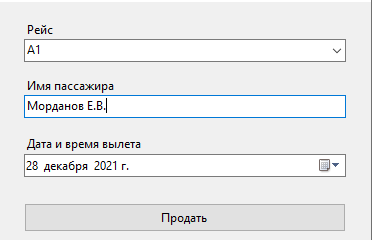 Рейс
A1
Имя пассажира
Морданов Е.В.
Дата и время вылета
28 декабря 2021 г.
Продать